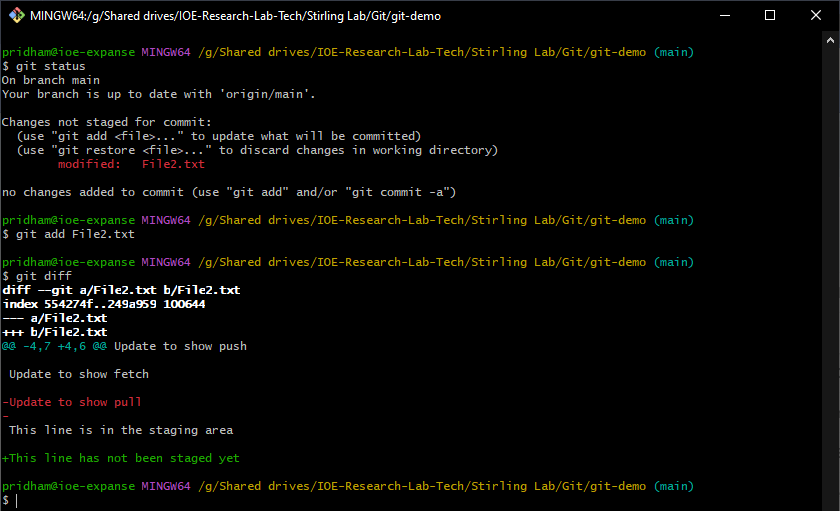 MINGW64:/g/Shared drives/IOE-Research-Lab-Tech/Stirling Lab/Git/git-demo
pridham@ioe-expanse MINGW64 /g/Shared drives/IOE-Research-Lab-Tech/Stirling Lab/Git/git-demo (main)
$ git status
On branch main
Your branch is up to date with 'origin/main'.
Changes not staged for commit:
  (use "git add <file>..." to update what will be committed)
  (use "git restore <file>..." to discard changes in working directory)
        modified:   File2.txt
no changes added to commit (use "git add" and/or "git commit -a")
pridham@ioe-expanse MINGW64 /g/Shared drives/IOE-Research-Lab-Tech/Stirling Lab/Git/git-demo (main)
$ git add File2.txt
pridham@ioe-expanse MINGW64 /g/Shared drives/IOE-Research-Lab-Tech/Stirling Lab/Git/git-demo (main)
$ git diff
diff --git a/File2.txt b/File2.txt
index 554274f..249a959 100644
--- a/File2.txt
+++ b/File2.txt
@@ -4,7 +4,6 @@ Update to show push
 Update to show fetch
-Update to show pull
-
 This line is in the staging area
+This line has not been staged yet
pridham@ioe-expanse MINGW64 /g/Shared drives/IOE-Research-Lab-Tech/Stirling Lab/Git/git-demo (main)
$